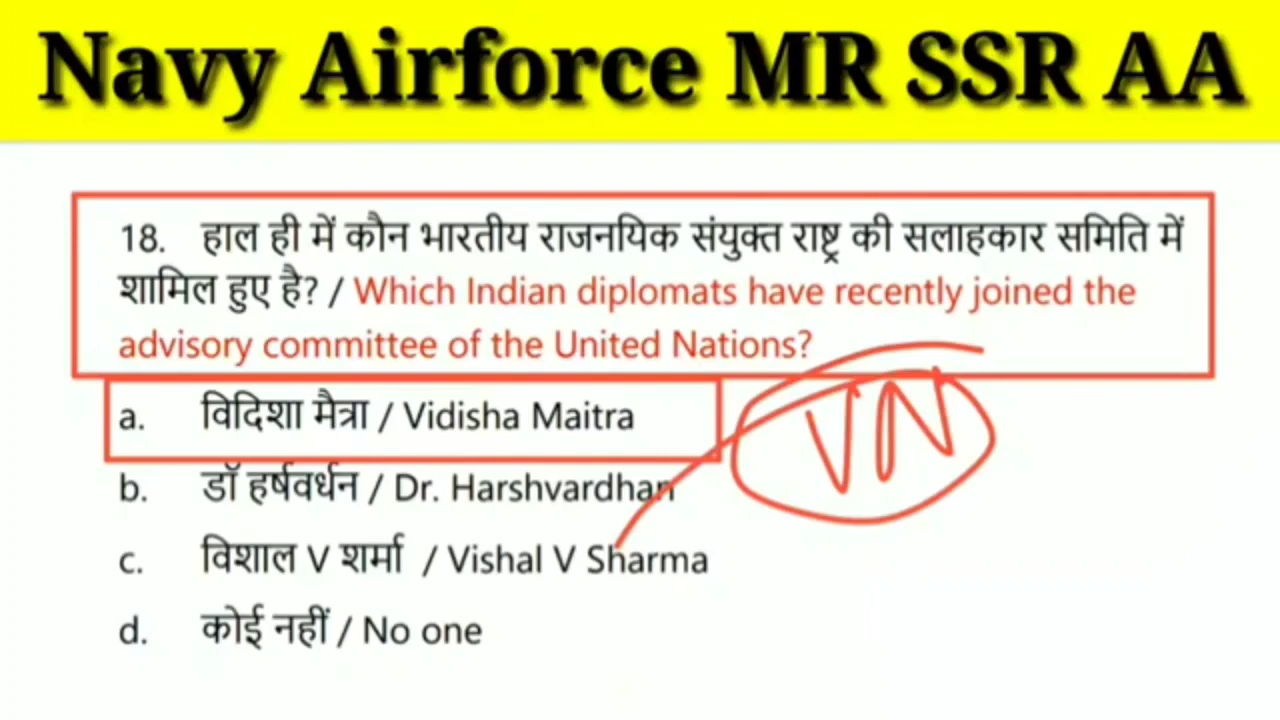 Navy Airforce MR SSR AA
18. हाल ही में कौन भारतीय राजनयिक संयुक्त राष्ट्र की सलाहकार समिति में
शामिल हुए है? / Which Indian diplomats have recently joined the
advisory committee of the United Nations?
a. विदिशा मैत्रा / Vidisha Maitra
VN
b. डॉ हर्षवर्धन / Dr. Harshvardhan
c. विशाल V शर्मा / Vishal V Sharma
d. कोई नहीं / No one